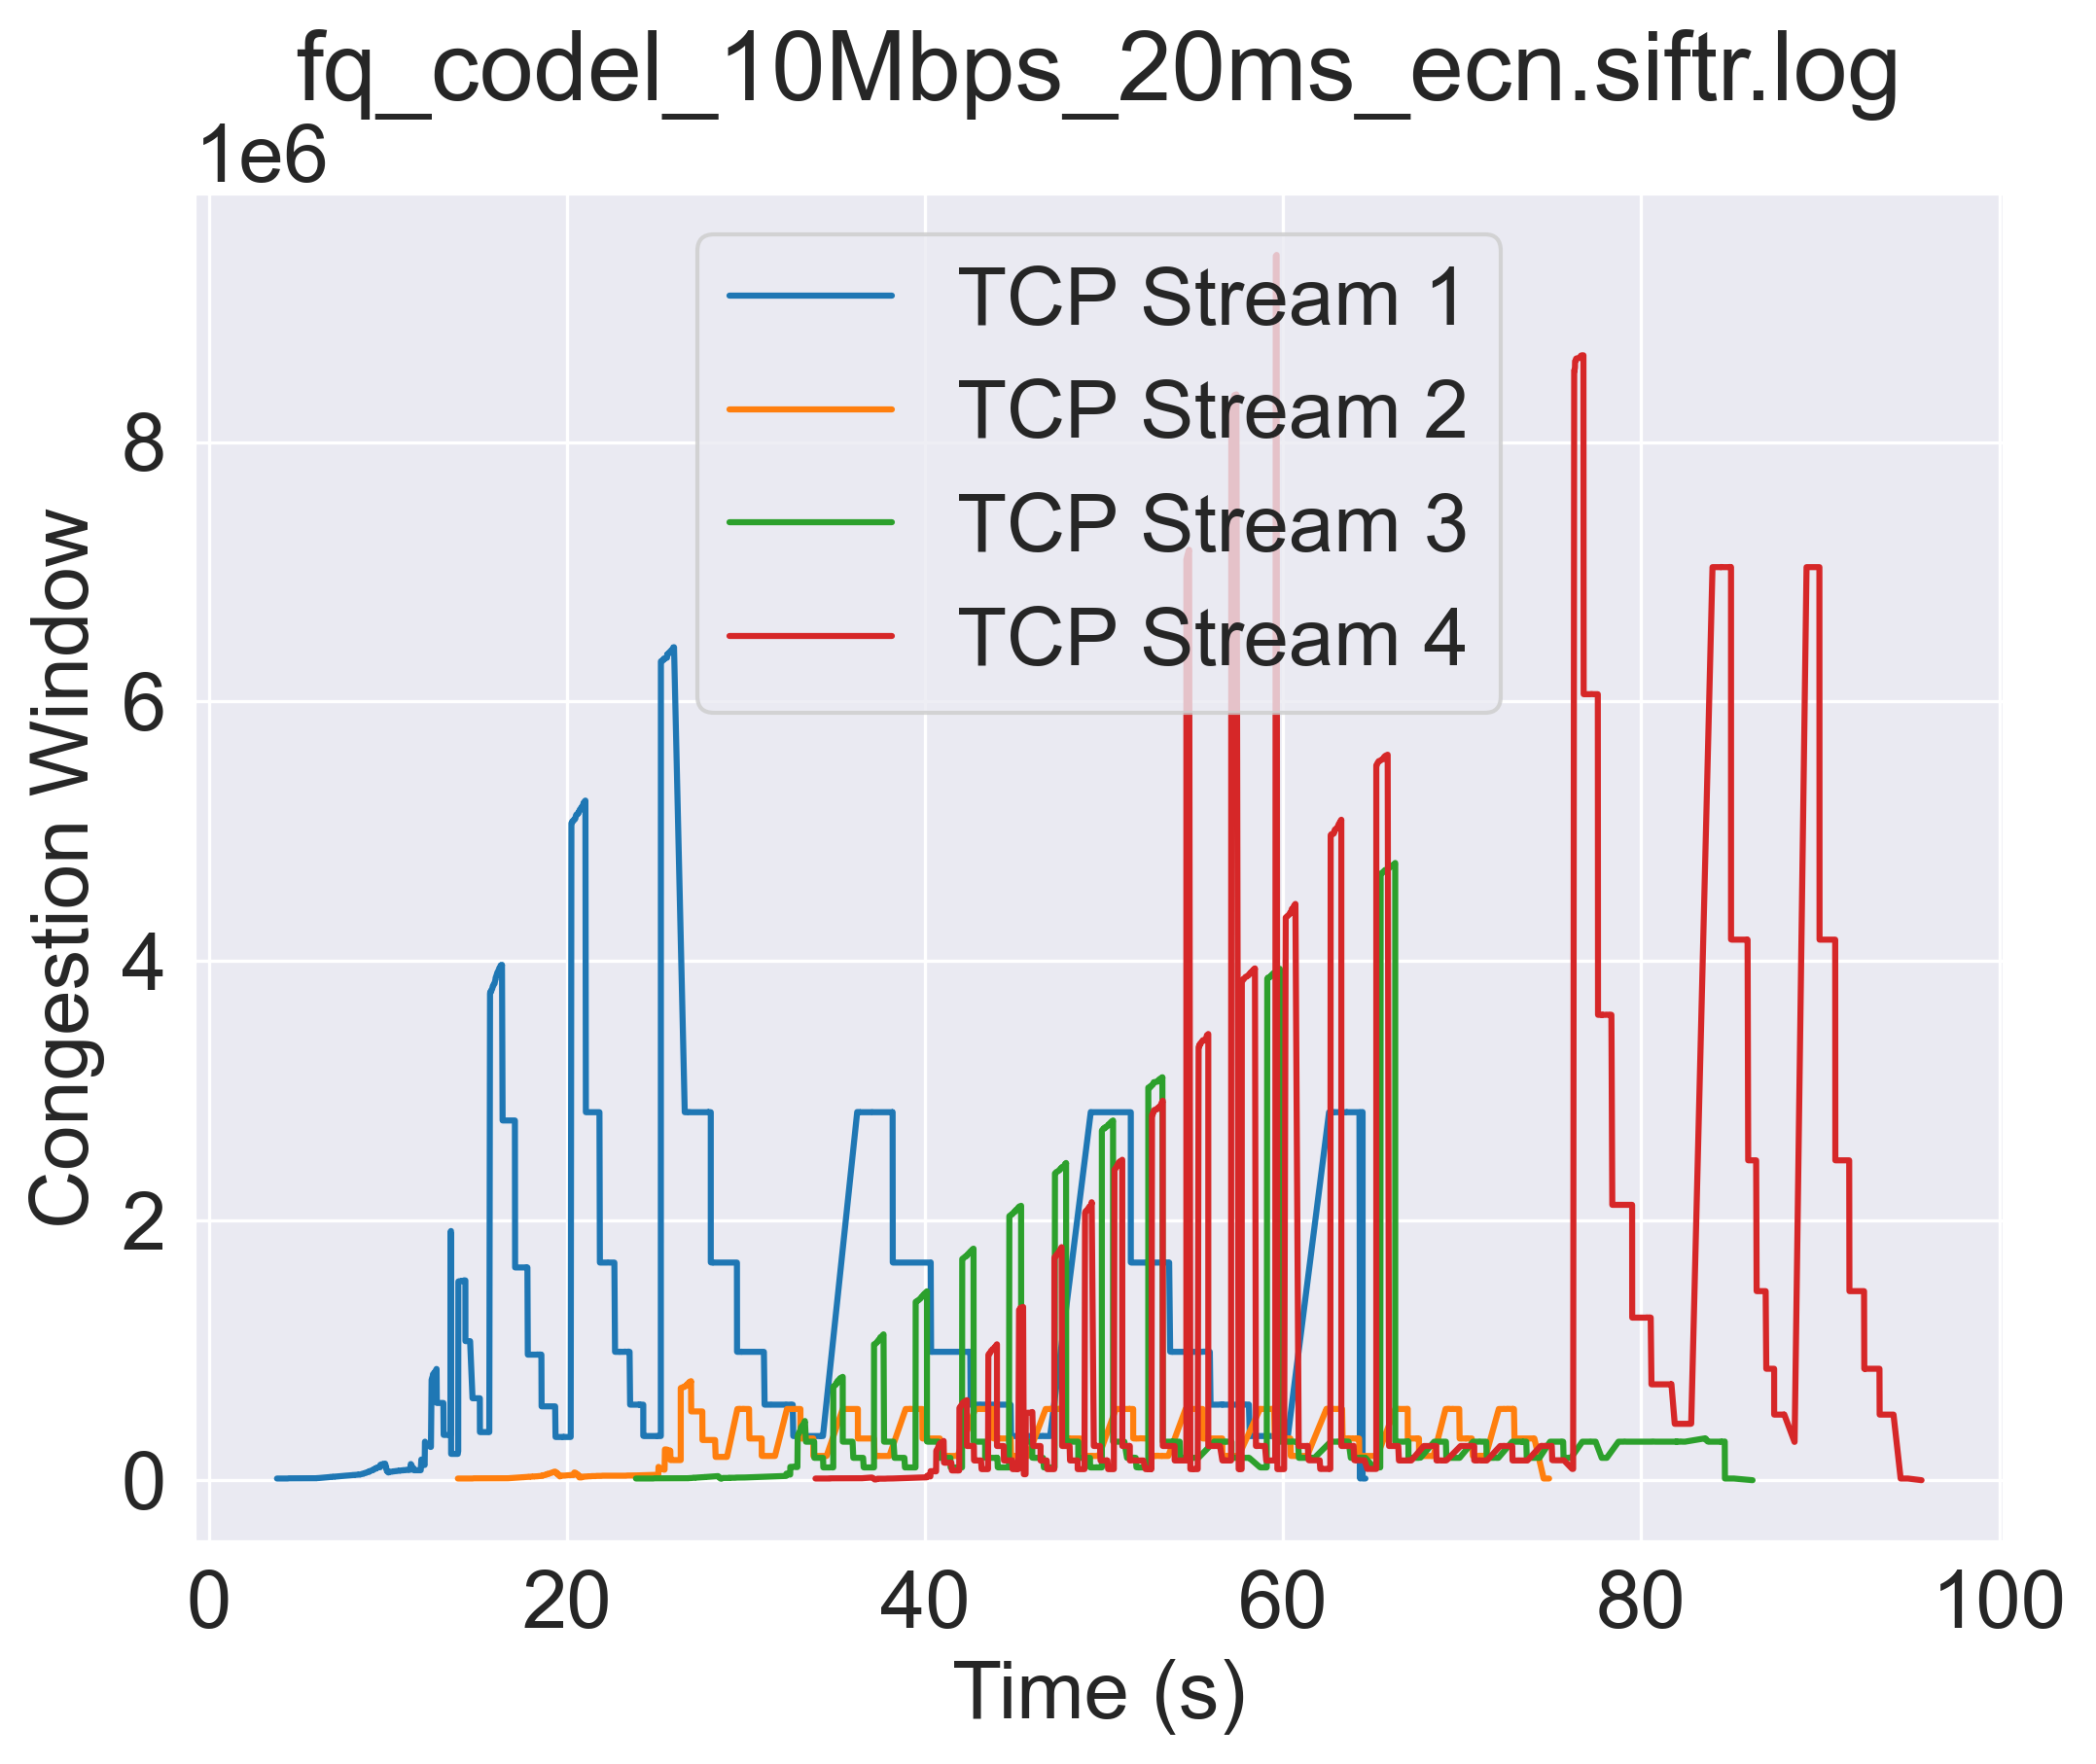 fq_codel_10Mbps_20ms_ecn.siftr.log
1e6
TCP Stream 1
TCP Stream 2
TCP Stream 3
TCP Stream 4
8
6
4
2
0
Congestion Window
0 20 40 60 80 100
Time (s)